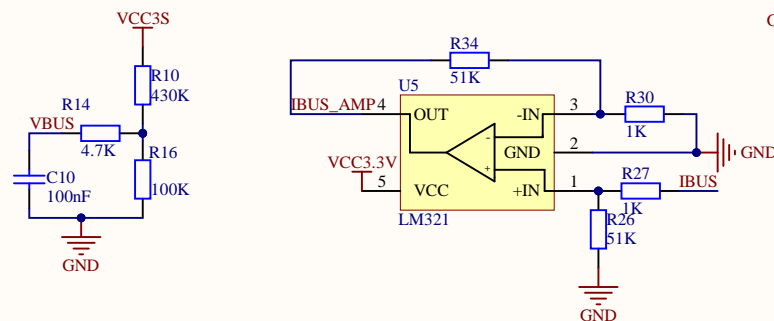 VCC3S
R10
430K
R14
VBUS
4.7K
R16
100K
C10
100nF
GND
R34
51K
U5
IBUS_AMP
4
OUT
-IN
3
R30
1K
GND
2
GND
VCC3.3V
5
VCC
+IN
1
R27
1K
IBUS
LM321
R26
51K
GND